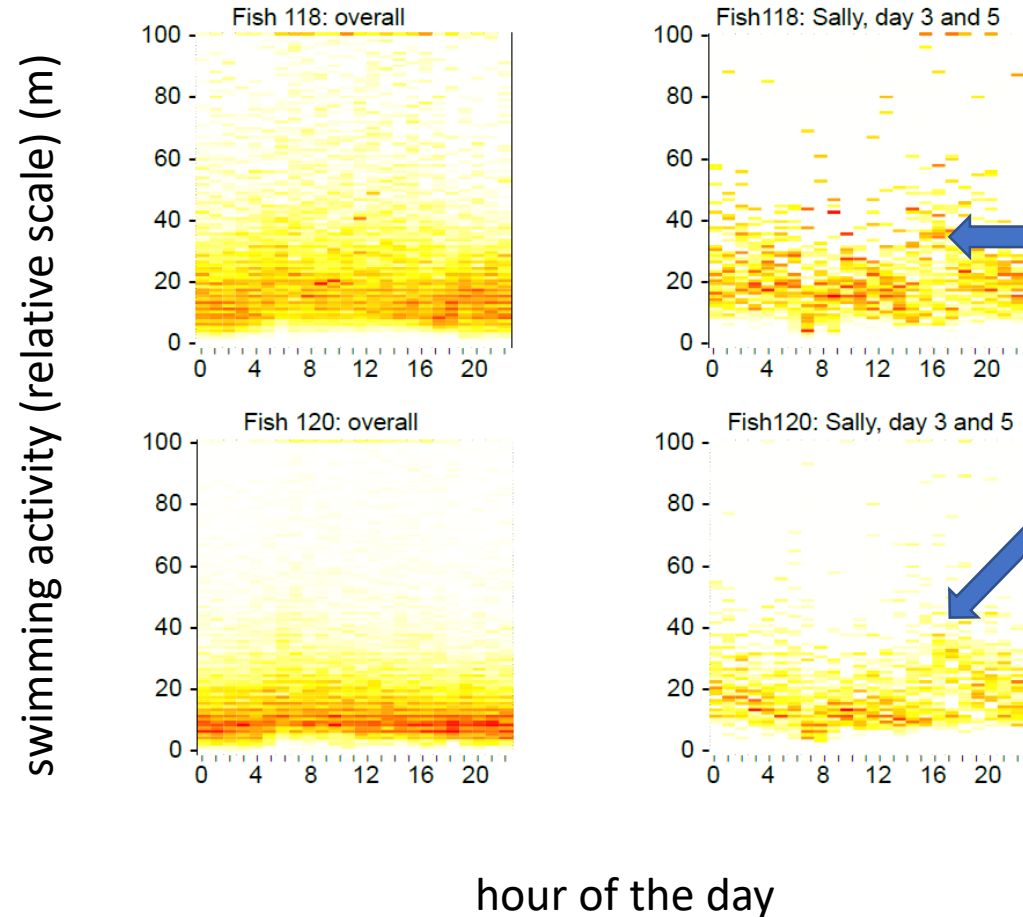 swimming activity (relative scale) (m)
Fish 118: overall
100
80
60
40
20
0
0 4 8 12 16 20
Fish118: Sally, day 3 and 5
100
80
60
40
20
0
0 4 8 12 16 20
Fish 120: overall
100
80
60
40
20
0
0 4 8 12 16 20
Fish120: Sally, day 3 and 5
100
80
60
40
20
0
0 4 8 12 16 20
hour of the day